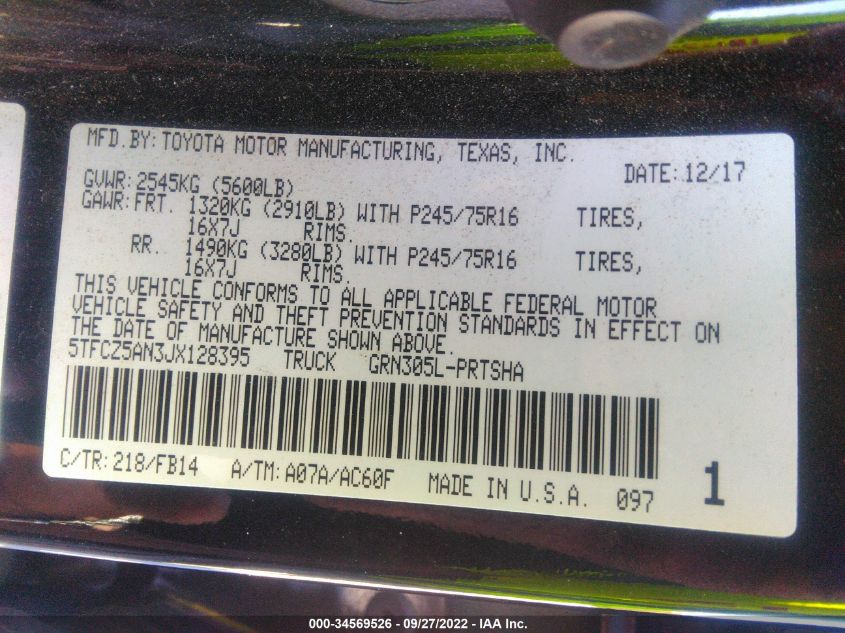 MFD.BY: TOYOTA MOTOR MANUFACTURING, TEXAS, INC.
DATE: 12/17
GVWR: 2545KG (5600LB)
GAWR: FRT. 1320KG (2910LB) WITH P245/75R16 TIRES,
16X7J RIMS.
RR. 1490KG (3280LB) WITH P245/75R16 TIRES,
16X7J RIMS.
THIS VEHICLE CONFORMS TO ALL APPLICABLE FEDERAL MOTOR
VEHICLE SAFETY AND THEFT PREVENTION STANDARDS IN EFFECT ON
THE DATE OF MANUFACTURE SHOWN ABOVE.
5TFCZ5AN3JX128395 TRUCK GRN305L-PRTSHA
C/TR: 218/FB14 A/TM: A07A/AC60F MADE IN U.S.A. 097 1
000-34569526 - 09/27/2022 - IAA Inc.